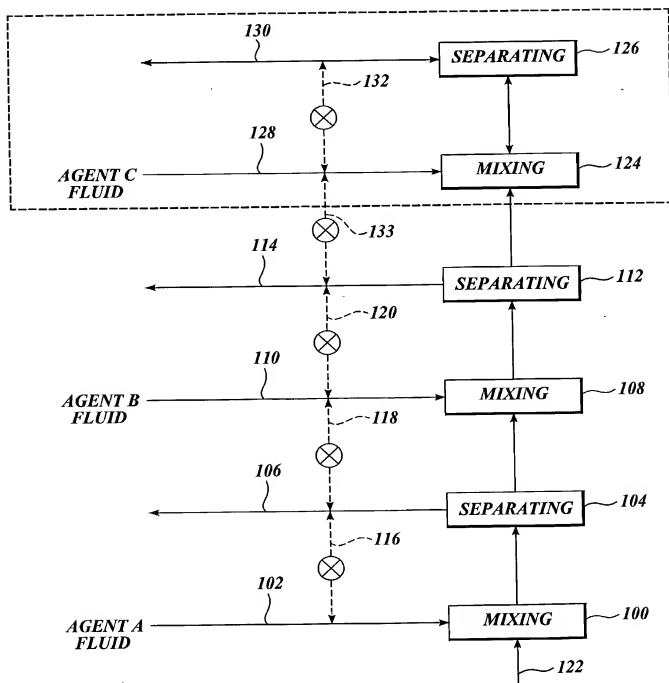 130
SEPARATING
126
132
128
AGENT C
FLUID
MIXING
124
133
114
SEPARATING
112
120
110
AGENT B
FLUID
MIXING
108
118
106
SEPARATING
104
116
102
AGENT A
FLUID
MIXING
100
122